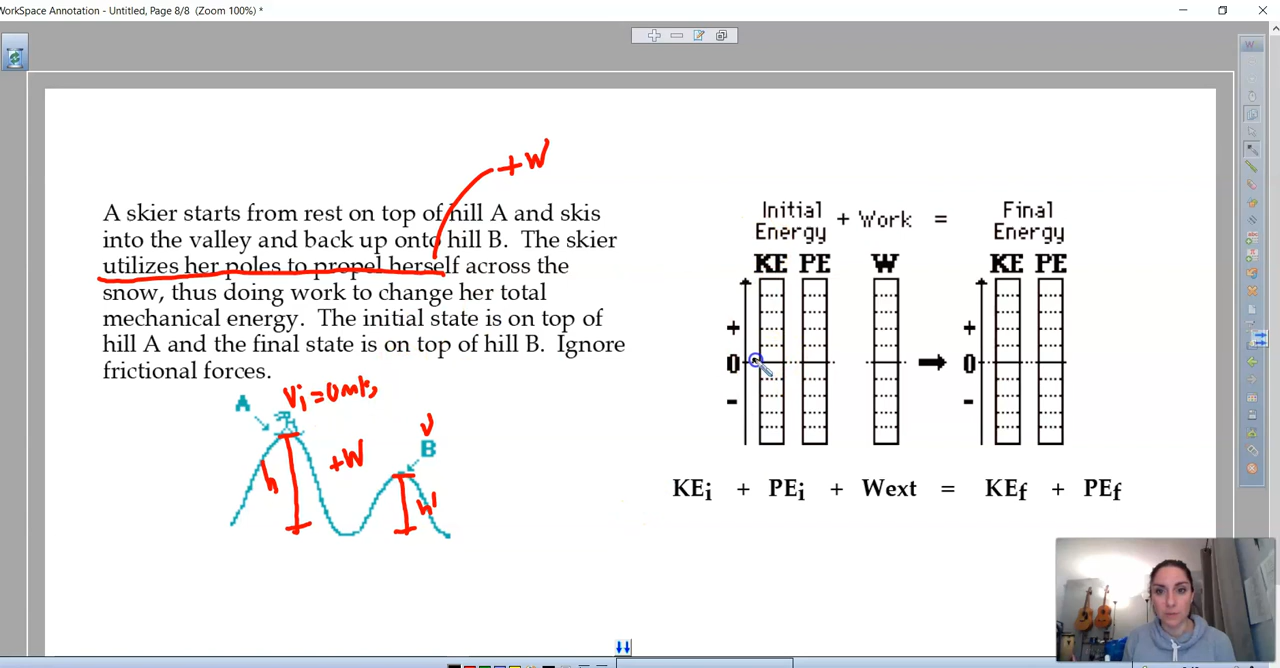 WorkSpace Annotation - Untitled, Page 8/8 (Zoom 100%) *
+W
A skier starts from rest on top of hill A and skis
into the valley and back up onto hill B. The skier
utilizes her poles to propel herself across the
snow, thus doing work to change her total
mechanical energy. The initial state is on top of
hill A and the final state is on top of hill B. Ignore
frictional forces.
A
Vi = 0 m/s
V
B
+W
h
h'
Initial Energy + Work = Final Energy
KE PE W KE PE
+ +
0 0
- -
KEi + PEi + Wext = KEf + PEf